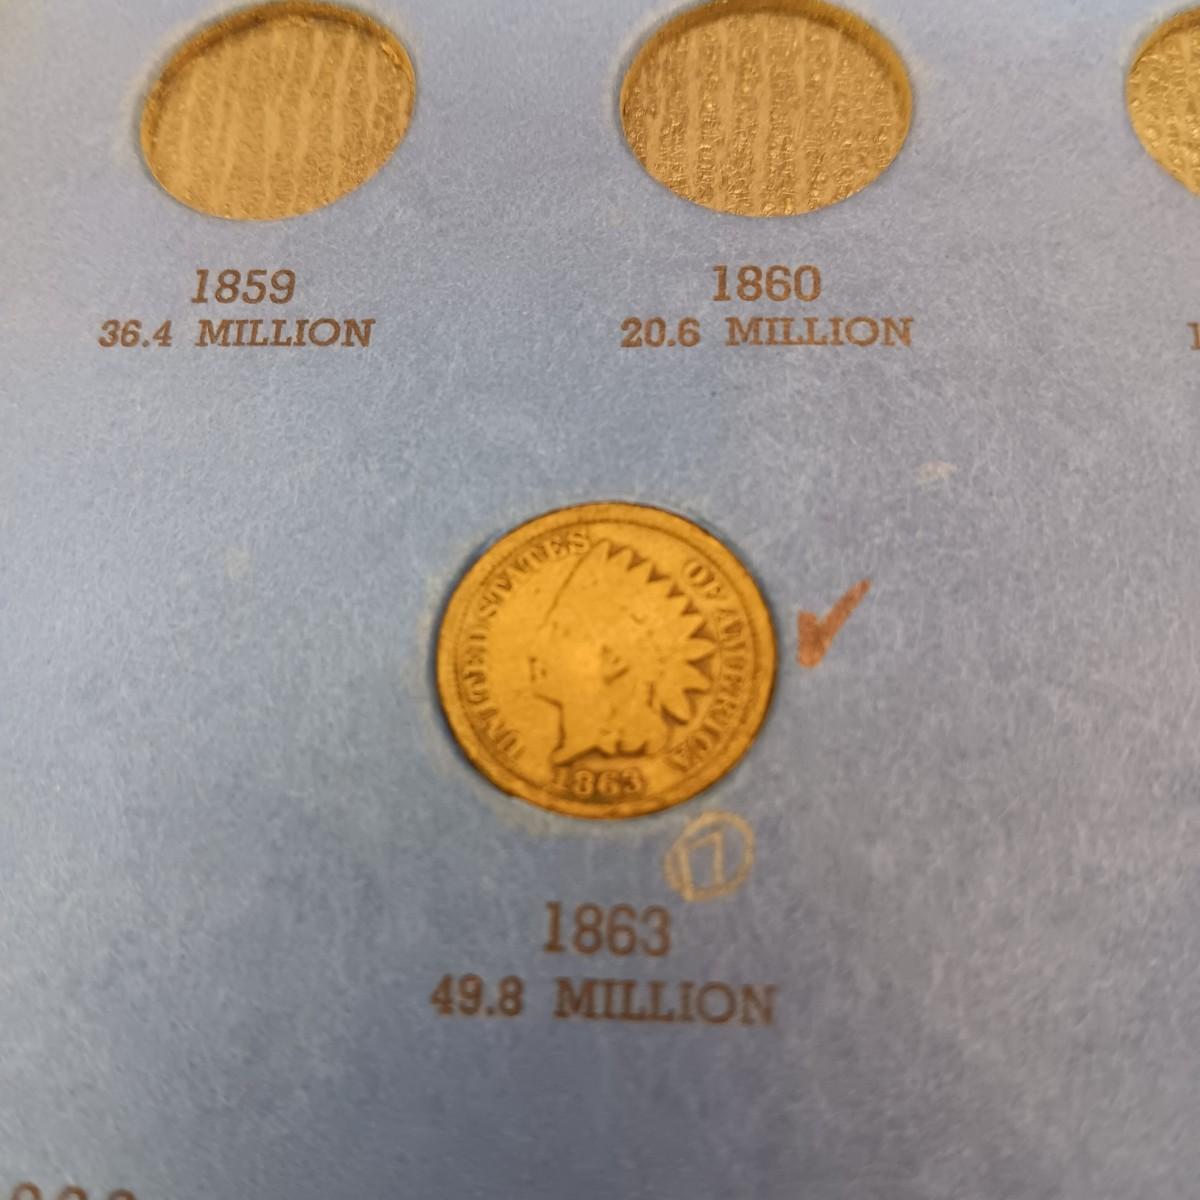 1859
36.4 MILLION
1860
20.6 MILLION
UNITED STATES OF AMERICA
1863
1863
49.8 MILLION